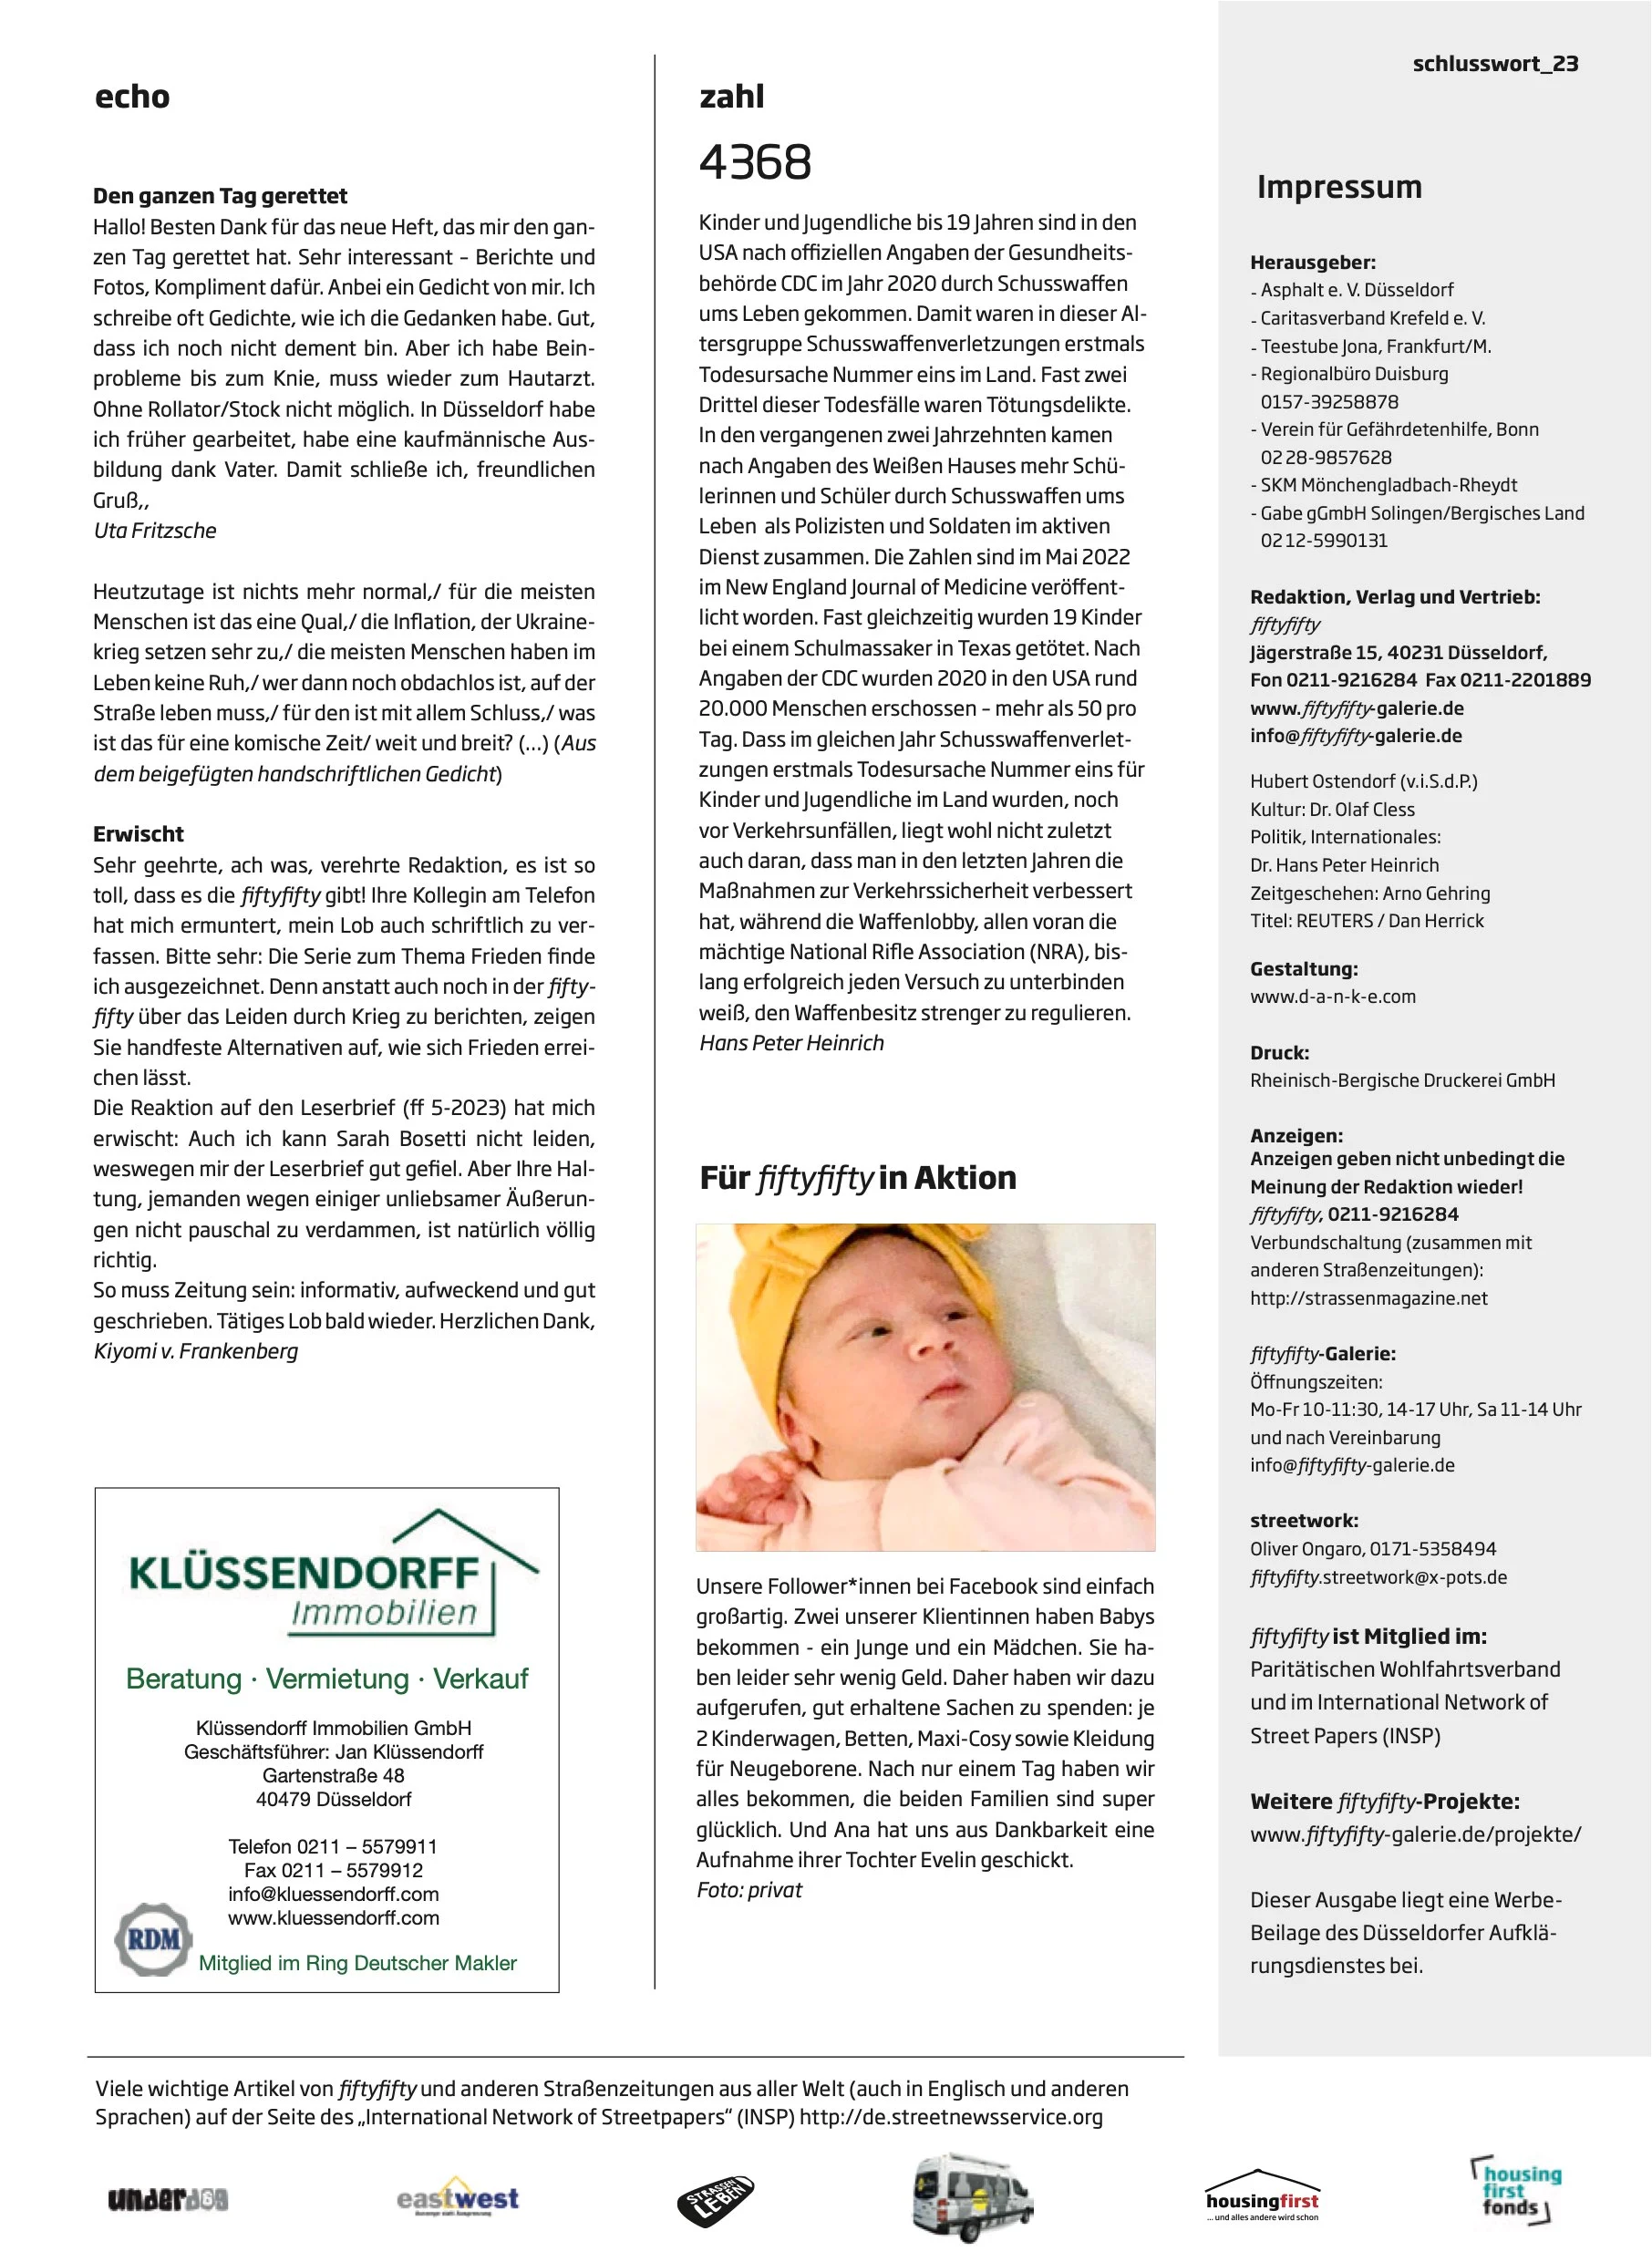 schlusswort_23
echo
Den ganzen Tag gerettet
Hallo! Besten Dank für das neue Heft, das mir den gan-
zen Tag gerettet hat. Sehr interessant – Berichte und
Fotos, Kompliment dafür. Anbei ein Gedicht von mir. Ich
schreibe oft Gedichte, wie ich die Gedanken habe. Gut,
dass ich noch nicht dement bin. Aber ich habe Bein-
probleme bis zum Knie, muss wieder zum Hautarzt.
Ohne Rollator/Stock nicht möglich. In Düsseldorf habe
ich früher gearbeitet, habe eine kaufmännische Aus-
bildung dank Vater. Damit schließe ich, freundlichen
Gruß,,
Uta Fritzsche
Heutzutage ist nichts mehr normal,/ für die meisten
Menschen ist das eine Qual,/ die Inflation, der Ukraine-
krieg setzen sehr zu,/ die meisten Menschen haben im
Leben keine Ruh,/ wer dann noch obdachlos ist, auf der
Straße leben muss,/ für den ist mit allem Schluss,/ was
ist das für eine komische Zeit/ weit und breit? (...) (Aus
dem beigefügten handschriftlichen Gedicht)
Erwischt
Sehr geehrte, ach was, verehrte Redaktion, es ist so
toll, dass es die fiftyfifty gibt! Ihre Kollegin am Telefon
hat mich ermuntert, mein Lob auch schriftlich zu ver-
fassen. Bitte sehr: Die Serie zum Thema Frieden finde
ich ausgezeichnet. Denn anstatt auch noch in der fifty-
fifty über das Leiden durch Krieg zu berichten, zeigen
Sie handfeste Alternativen auf, wie sich Frieden errei-
chen lässt.
Die Reaktion auf den Leserbrief (ff 5-2023) hat mich
erwischt: Auch ich kann Sarah Bosetti nicht leiden,
weswegen mir der Leserbrief gut gefiel. Aber Ihre Hal-
tung, jemanden wegen einiger unliebsamer Äußerun-
gen nicht pauschal zu verdammen, ist natürlich völlig
richtig.
So muss Zeitung sein: informativ, aufweckend und gut
geschrieben. Tätiges Lob bald wieder. Herzlichen Dank,
Kiyomi v. Frankenberg
KLÜSSENDORFF
Immobilien
Beratung · Vermietung · Verkauf
Klüssendorff Immobilien GmbH
Geschäftsführer: Jan Klüssendorff
Gartenstraße 48
40479 Düsseldorf
Telefon 0211 – 5579911
Fax 0211 – 5579912
info@kluessendorff.com
www.kluessendorff.com
RDM
Mitglied im Ring Deutscher Makler
zahl
4368
Kinder und Jugendliche bis 19 Jahren sind in den
USA nach offiziellen Angaben der Gesundheits-
behörde CDC im Jahr 2020 durch Schusswaffen
ums Leben gekommen. Damit waren in dieser Al-
tersgruppe Schusswaffenverletzungen erstmals
Todesursache Nummer eins im Land. Fast zwei
Drittel dieser Todesfälle waren Tötungsdelikte.
In den vergangenen zwei Jahrzehnten kamen
nach Angaben des Weißen Hauses mehr Schü-
lerinnen und Schüler durch Schusswaffen ums
Leben als Polizisten und Soldaten im aktiven
Dienst zusammen. Die Zahlen sind im Mai 2022
im New England Journal of Medicine veröffent-
licht worden. Fast gleichzeitig wurden 19 Kinder
bei einem Schulmassaker in Texas getötet. Nach
Angaben der CDC wurden 2020 in den USA rund
20.000 Menschen erschossen – mehr als 50 pro
Tag. Dass im gleichen Jahr Schusswaffenverlet-
zungen erstmals Todesursache Nummer eins für
Kinder und Jugendliche im Land wurden, noch
vor Verkehrsunfällen, liegt wohl nicht zuletzt
auch daran, dass man in den letzten Jahren die
Maßnahmen zur Verkehrssicherheit verbessert
hat, während die Waffenlobby, allen voran die
mächtige National Rifle Association (NRA), bis-
lang erfolgreich jeden Versuch zu unterbinden
weiß, den Waffenbesitz strenger zu regulieren.
Hans Peter Heinrich
Für fiftyfifty in Aktion
Unsere Follower*innen bei Facebook sind einfach
großartig. Zwei unserer Klientinnen haben Babys
bekommen - ein Junge und ein Mädchen. Sie ha-
ben leider sehr wenig Geld. Daher haben wir dazu
aufgerufen, gut erhaltene Sachen zu spenden: je
2 Kinderwagen, Betten, Maxi-Cosy sowie Kleidung
für Neugeborene. Nach nur einem Tag haben wir
alles bekommen, die beiden Familien sind super
glücklich. Und Ana hat uns aus Dankbarkeit eine
Aufnahme ihrer Tochter Evelin geschickt.
Foto: privat
Impressum
Herausgeber:
- Asphalt e. V. Düsseldorf
- Caritasverband Krefeld e. V.
- Teestube Jona, Frankfurt/M.
- Regionalbüro Duisburg
0157-39258878
- Verein für Gefährdetenhilfe, Bonn
02 28-9857628
- SKM Mönchengladbach-Rheydt
- Gabe gGmbH Solingen/Bergisches Land
02 12-5990131
Redaktion, Verlag und Vertrieb:
fiftyfifty
Jägerstraße 15, 40231 Düsseldorf,
Fon 0211-9216284 Fax 0211-2201889
www.fiftyfifty-galerie.de
info@fiftyfifty-galerie.de
Hubert Ostendorf (v.i.S.d.P.)
Kultur: Dr. Olaf Cless
Politik, Internationales:
Dr. Hans Peter Heinrich
Zeitgeschehen: Arno Gehring
Titel: REUTERS / Dan Herrick
Gestaltung:
www.d-a-n-k-e.com
Druck:
Rheinisch-Bergische Druckerei GmbH
Anzeigen:
Anzeigen geben nicht unbedingt die
Meinung der Redaktion wieder!
fiftyfifty, 0211-9216284
Verbundschaltung (zusammen mit
anderen Straßenzeitungen):
http://strassenmagazine.net
fiftyfifty-Galerie:
Öffnungszeiten:
Mo-Fr 10-11:30, 14-17 Uhr, Sa 11-14 Uhr
und nach Vereinbarung
info@fiftyfifty-galerie.de
streetwork:
Oliver Ongaro, 0171-5358494
fiftyfifty.streetwork@x-pots.de
fiftyfifty ist Mitglied im:
Paritätischen Wohlfahrtsverband
und im International Network of
Street Papers (INSP)
Weitere fiftyfifty-Projekte:
www.fiftyfifty-galerie.de/projekte/
Dieser Ausgabe liegt eine Werbe-
Beilage des Düsseldorfer Aufklä-
rungsdienstes bei.
Viele wichtige Artikel von fiftyfifty und anderen Straßenzeitungen aus aller Welt (auch in Englisch und anderen
Sprachen) auf der Seite des „International Network of Streetpapers“ (INSP) http://de.streetnewsservice.org
underdog
eastwest
STRASSEN
LEBEN
housingfirst
... und alles andere wird schon
housing
first
fonds